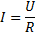 I = U/R